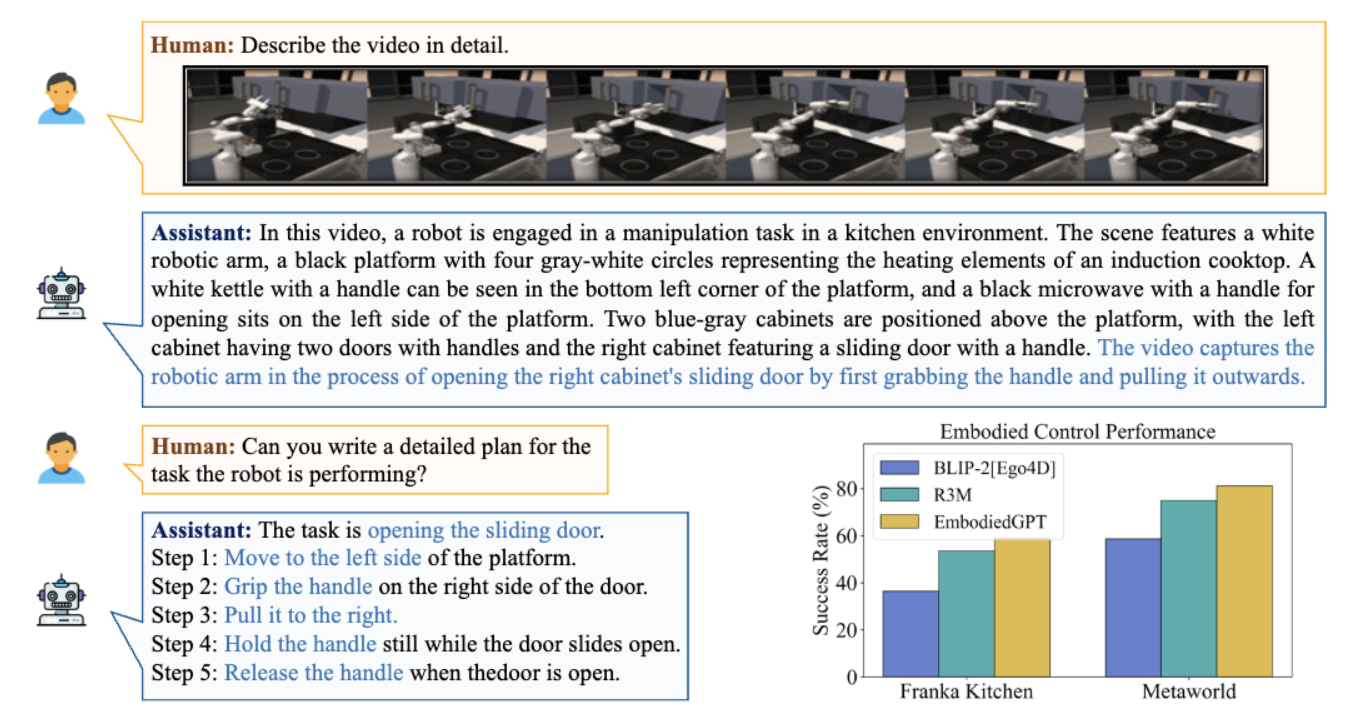 Human: Describe the video in detail.
Assistant: In this video, a robot is engaged in a manipulation task in a kitchen environment. The scene features a white
robotic arm, a black platform with four gray-white circles representing the heating elements of an induction cooktop. A
white kettle with a handle can be seen in the bottom left corner of the platform, and a black microwave with a handle for
opening sits on the left side of the platform. Two blue-gray cabinets are positioned above the platform, with the left
cabinet having two doors with handles and the right cabinet featuring a sliding door with a handle. The video captures the
robotic arm in the process of opening the right cabinet's sliding door by first grabbing the handle and pulling it outwards.
Human: Can you write a detailed plan for the
task the robot is performing?
Assistant: The task is opening the sliding door.
Step 1: Move to the left side of the platform.
Step 2: Grip the handle on the right side of the door.
Step 3: Pull it to the right.
Step 4: Hold the handle still while the door slides open.
Step 5: Release the handle when thedoor is open.
Embodied Control Performance
BLIP-2[Ego4D]
R3M
EmbodiedGPT
Success Rate (%)
80
60
40
20
0
Franka Kitchen
Metaworld